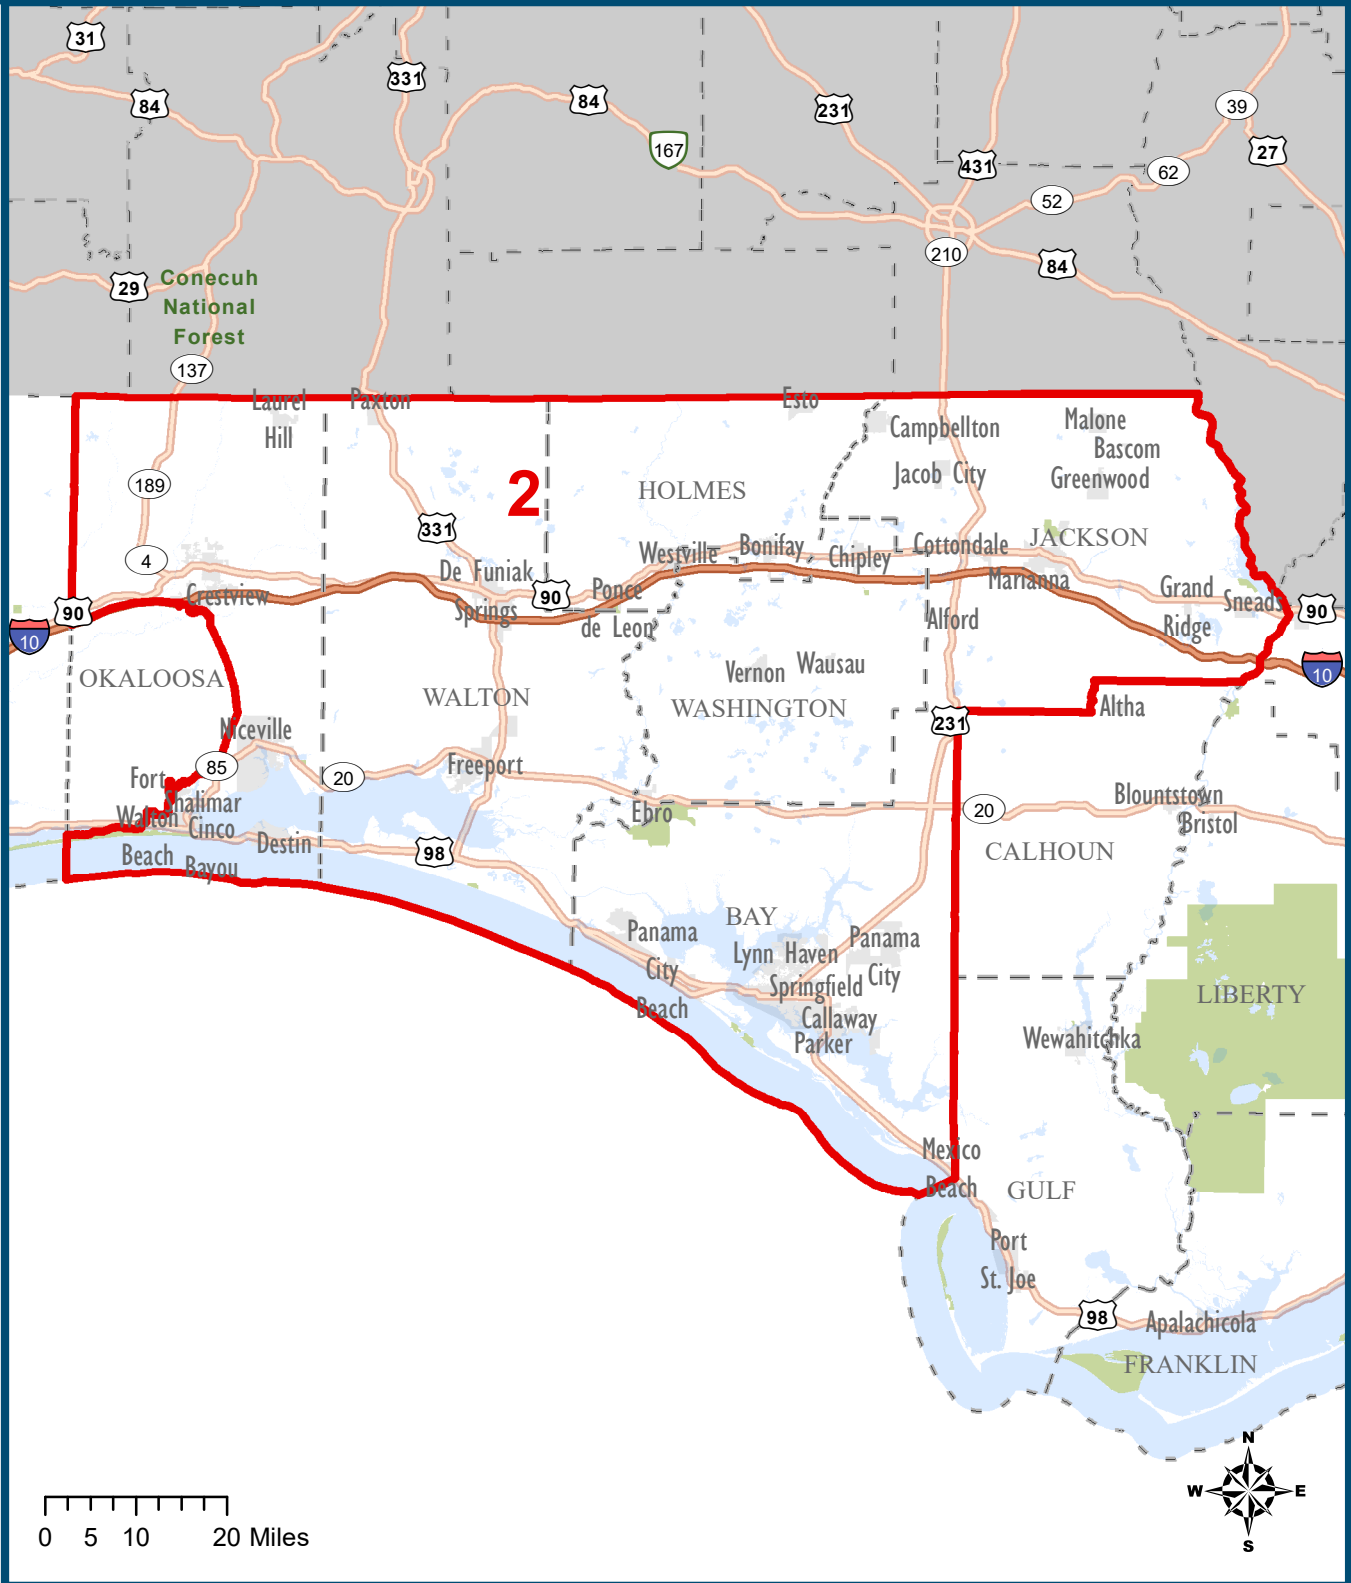 31
331
84
84
231
39
27
167
431
62
52
210
84
29
Conecuh
National
Forest
137
Laurel
Hill
Paxton
Esto
Campbellton
Malone
Bascom
Jacob City
Greenwood
189
2
HOLMES
331
JACKSON
4
Westville
Bonifay
Chipley
Cottondale
De Funiak
Springs
Marianna
Crestview
90
Ponce
de Leon
Grand
Ridge
Sneads
90
90
10
Alford
10
OKALOOSA
Vernon
Wausau
WALTON
WASHINGTON
Altha
231
Niceville
85
20
Freeport
Fort
Walton
Beach
Shalimar
Cinco
Bayou
Destin
Ebro
20
Blountstown
Bristol
98
CALHOUN
BAY
Panama
City
Beach
Lynn Haven
Panama
City
Springfield
LIBERTY
Callaway
Parker
Wewahitchka
Mexico
Beach
GULF
Port
St. Joe
98
Apalachicola
FRANKLIN
N
W
E
S
0 5 10 20 Miles